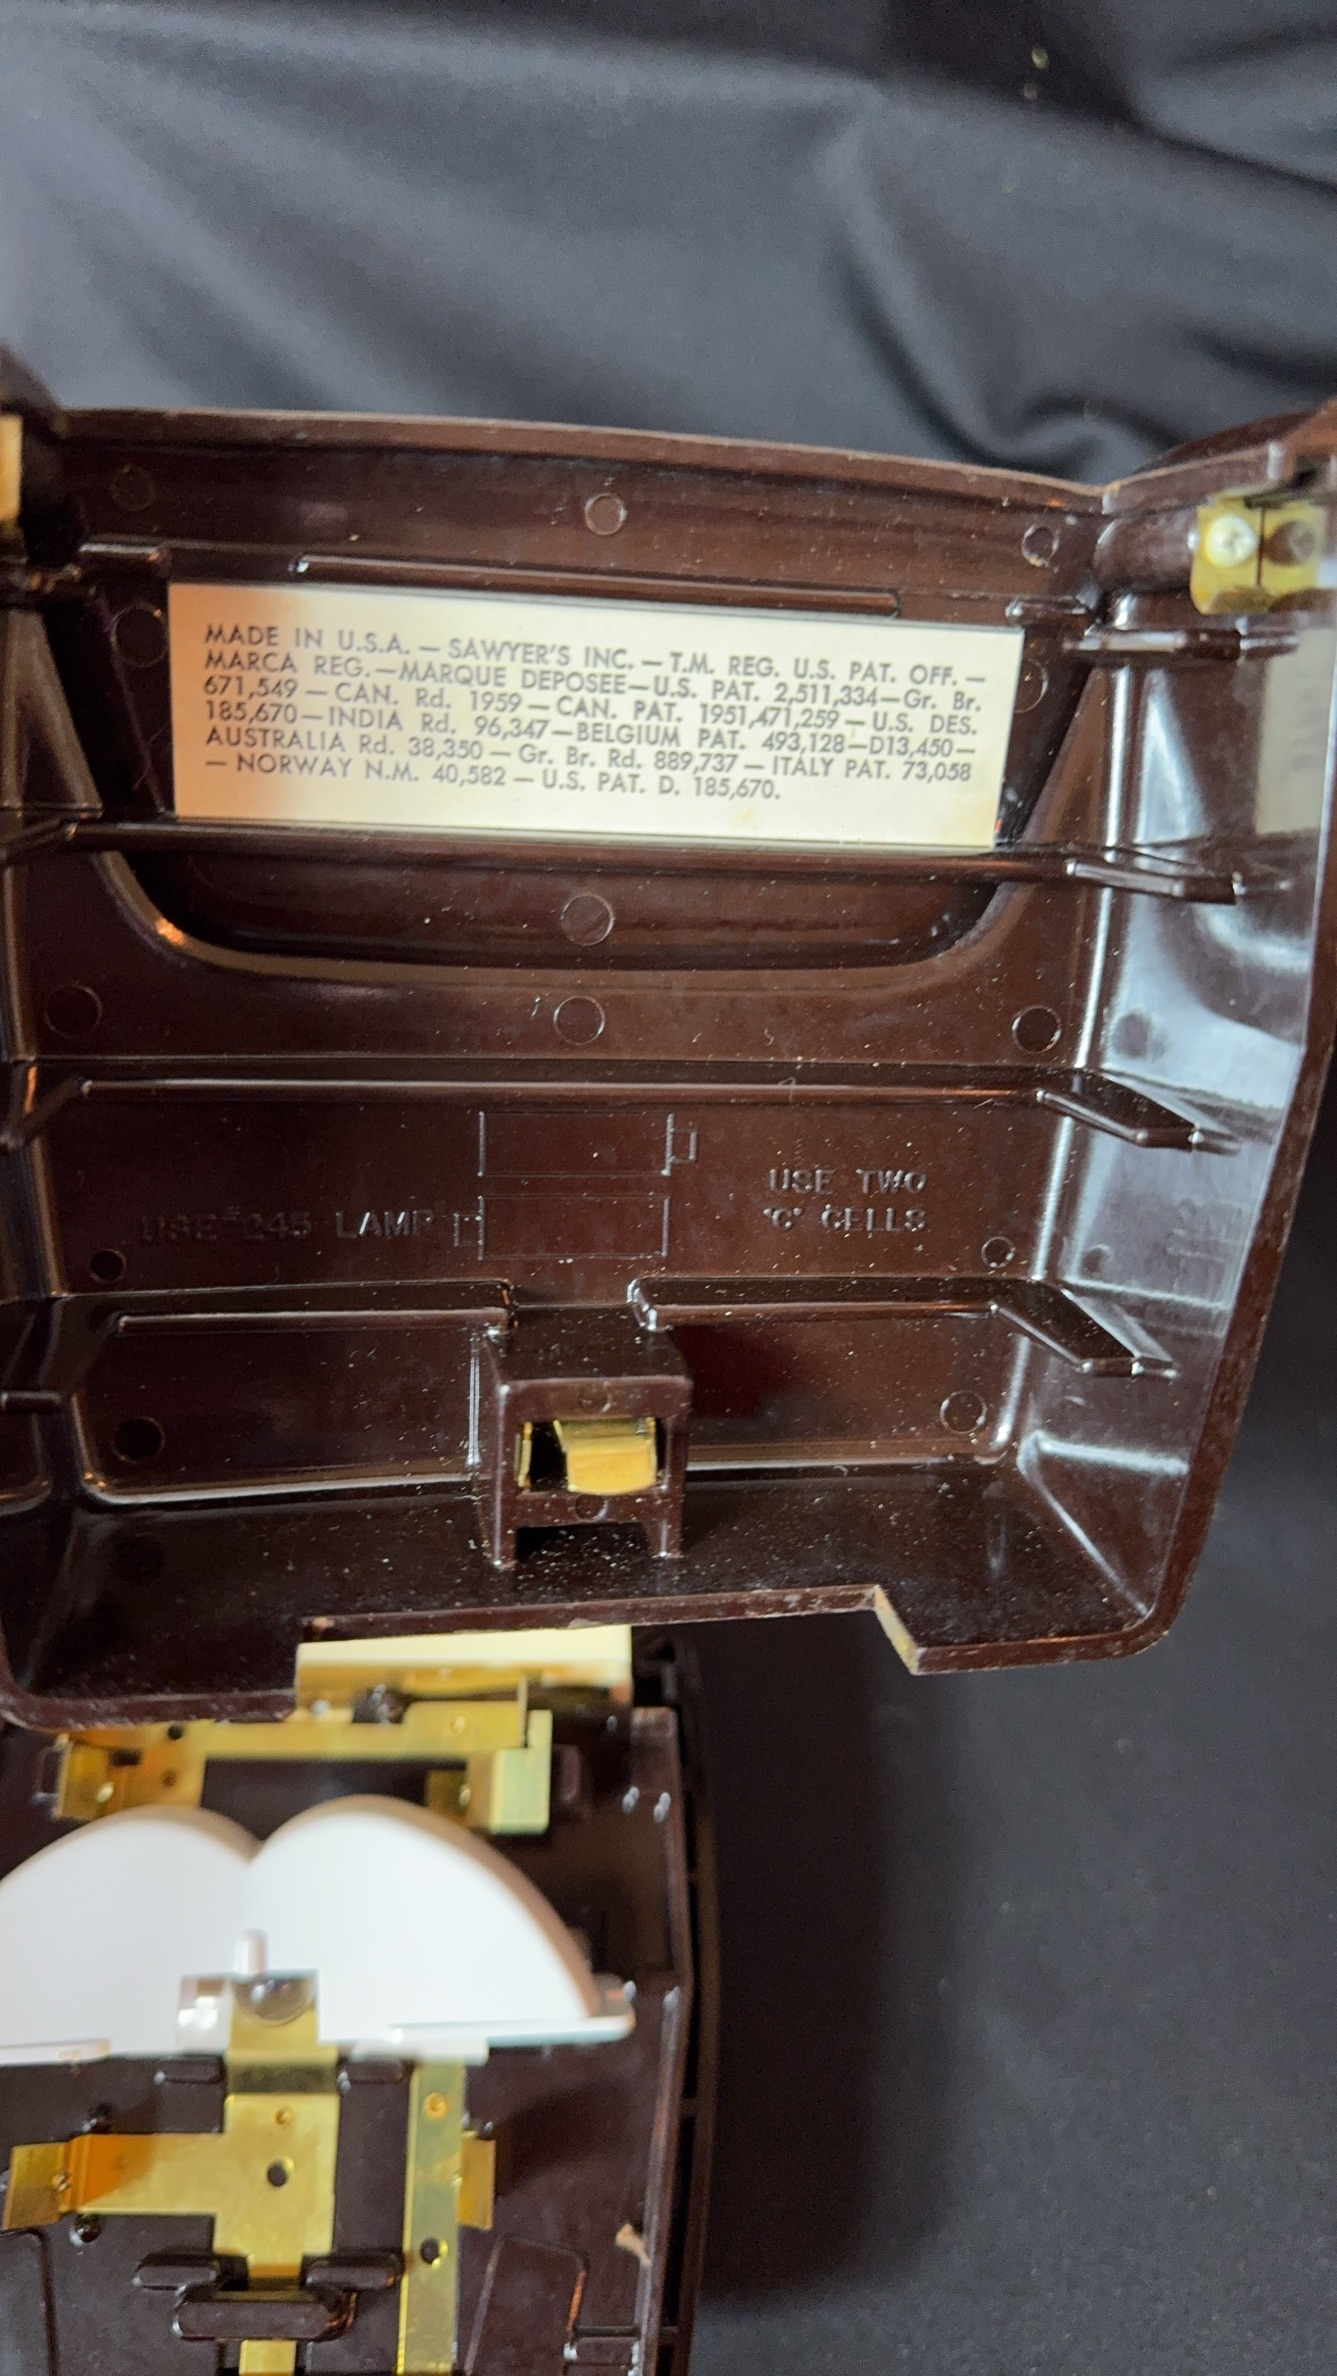 MADE IN U.S.A. — SAWYER'S INC. — T.M. REG. U.S. PAT. OFF. —
MARCA REG.—MARQUE DEPOSEE—U.S. PAT. 2,511,334—Gr. Br.
671,549 — CAN. Rd. 1959 — CAN. PAT. 1951,471,259 — U.S. DES.
185,670—INDIA Rd. 96,347—BELGIUM PAT. 493,128—D13,450—
AUSTRALIA Rd. 38,350 — Gr. Br. Rd. 889,737 — ITALY PAT. 73,058
— NORWAY N.M. 40,582 — U.S. PAT. D. 185,670.
USE TWO
"C" CELLS
USE #245 LAMP